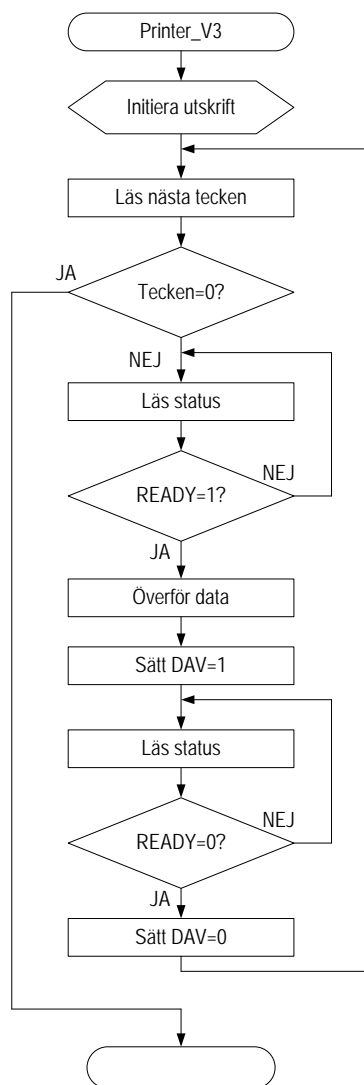 Printer_V3
Initiera utskrift
Läs nästa tecken
JA
Tecken=0?
NEJ
Läs status
NEJ
READY=1?
JA
Överför data
Sätt DAV=1
Läs status
NEJ
READY=0?
JA
Sätt DAV=0